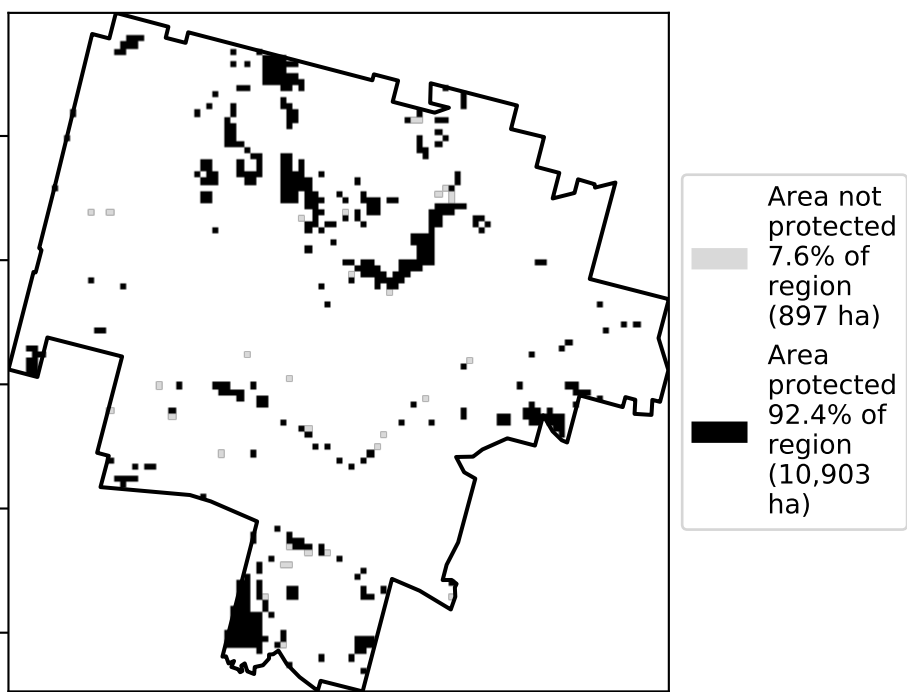 Area not
protected
7.6% of
region
(897 ha)
Area
protected
92.4% of
region
(10,903
ha)